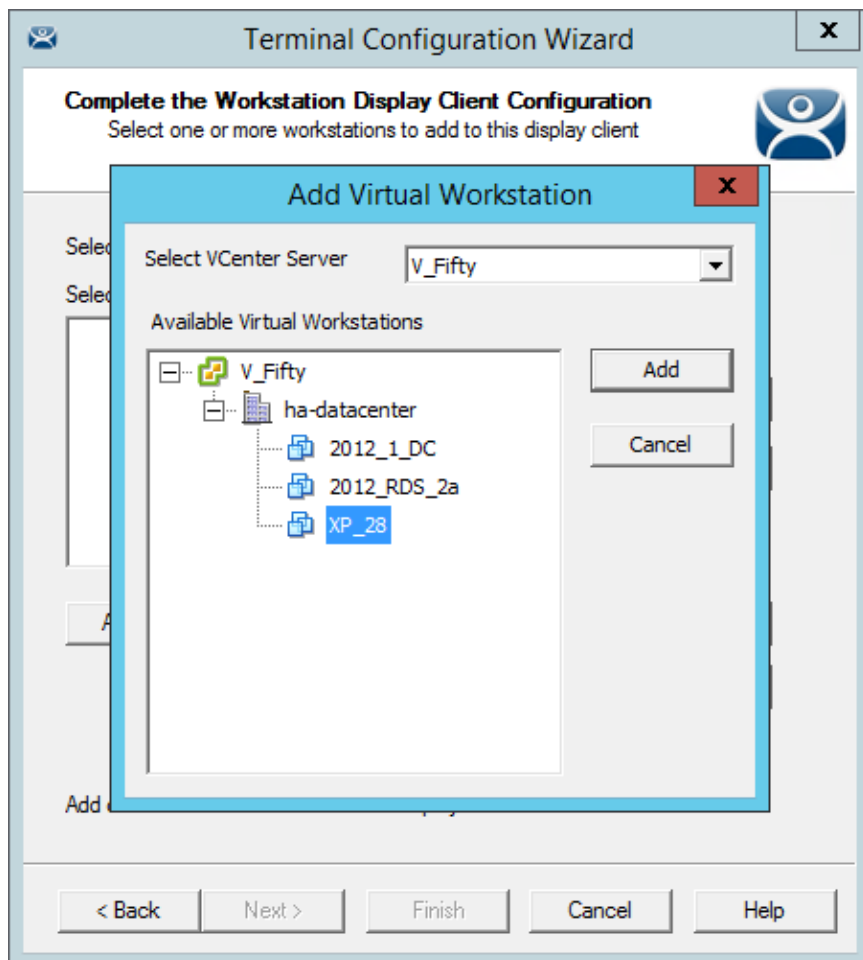 Terminal Configuration Wizard
X
Complete the Workstation Display Client Configuration
Select one or more workstations to add to this display client
Add Virtual Workstation
X
Select VCenter Server
V_Fifty
Available Virtual Workstations
V_Fifty
ha-datacenter
2012_1_DC
2012_RDS_2a
XP_28
Add
Cancel
Add
< Back
Next >
Finish
Cancel
Help